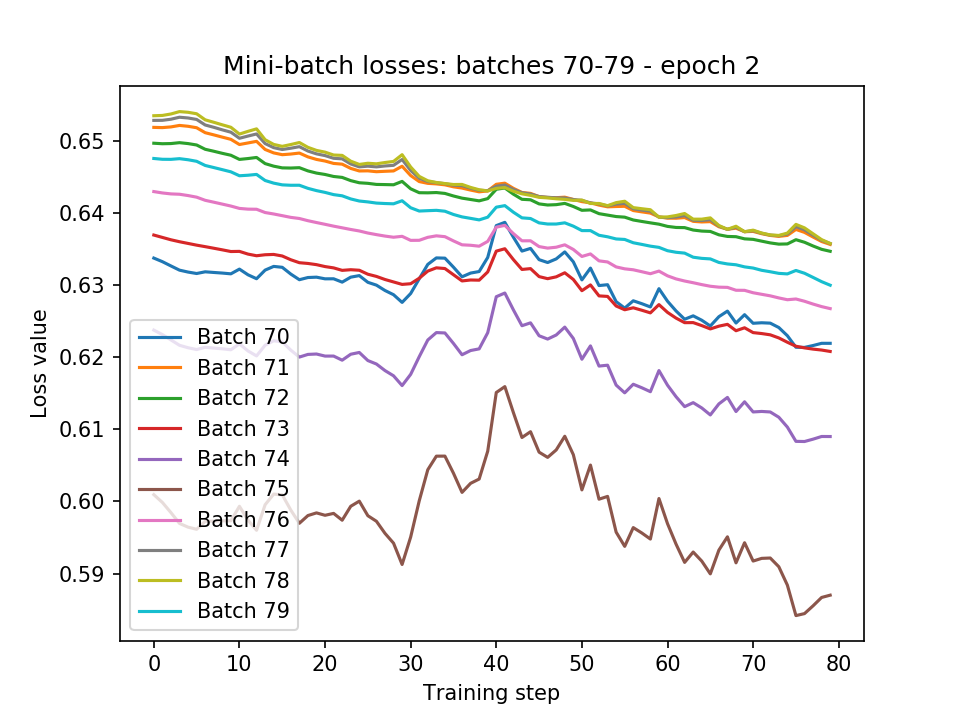 Mini-batch losses: batches 70-79 - epoch 2
Loss value
0.65
0.64
0.63
0.62
0.61
0.60
0.59
Batch 70
Batch 71
Batch 72
Batch 73
Batch 74
Batch 75
Batch 76
Batch 77
Batch 78
Batch 79
0 10 20 30 40 50 60 70 80
Training step